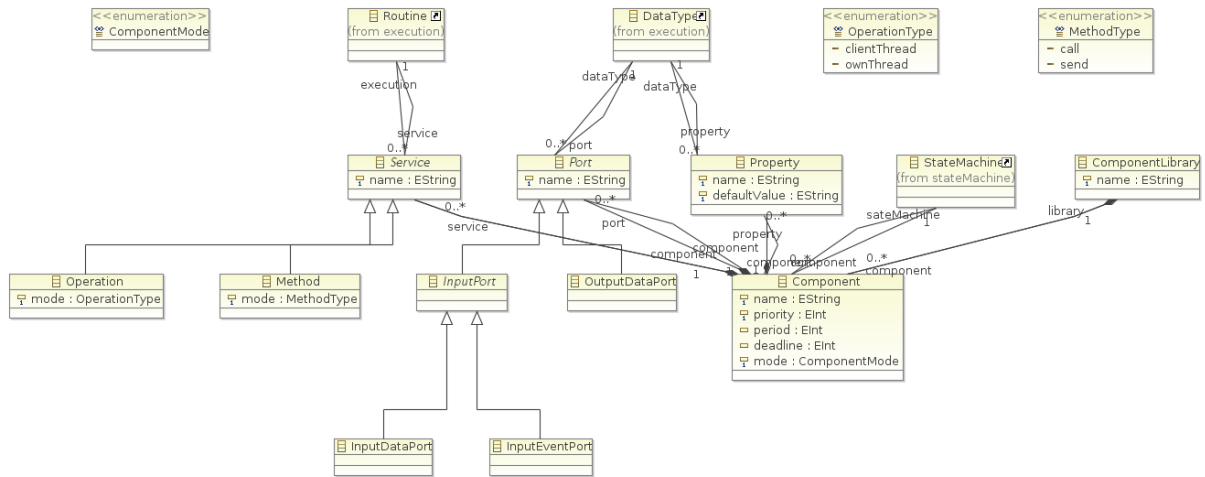 <<enumeration>>
ComponentMode
Routine
(from execution)
DataType
(from execution)
<<enumeration>>
OperationType
clientThread
ownThread
<<enumeration>>
MethodType
call
send
1
execution
service
0..*
1
dataType
0..*
port
1
dataType
property
0..*
Service
name : EString
Port
name : EString
Property
name : EString
defaultValue : EString
StateMachine
(from stateMachine)
ComponentLibrary
name : EString
0..*
service
component
1
0..*
port
component
1
0..*
property
component
sateMachine
1
0..*
component
library
1
0..*
component
Operation
mode : OperationType
Method
mode : MethodType
InputPort
OutputDataPort
Component
name : EString
priority : EInt
period : EInt
deadline : EInt
mode : ComponentMode
InputDataPort
InputEventPort